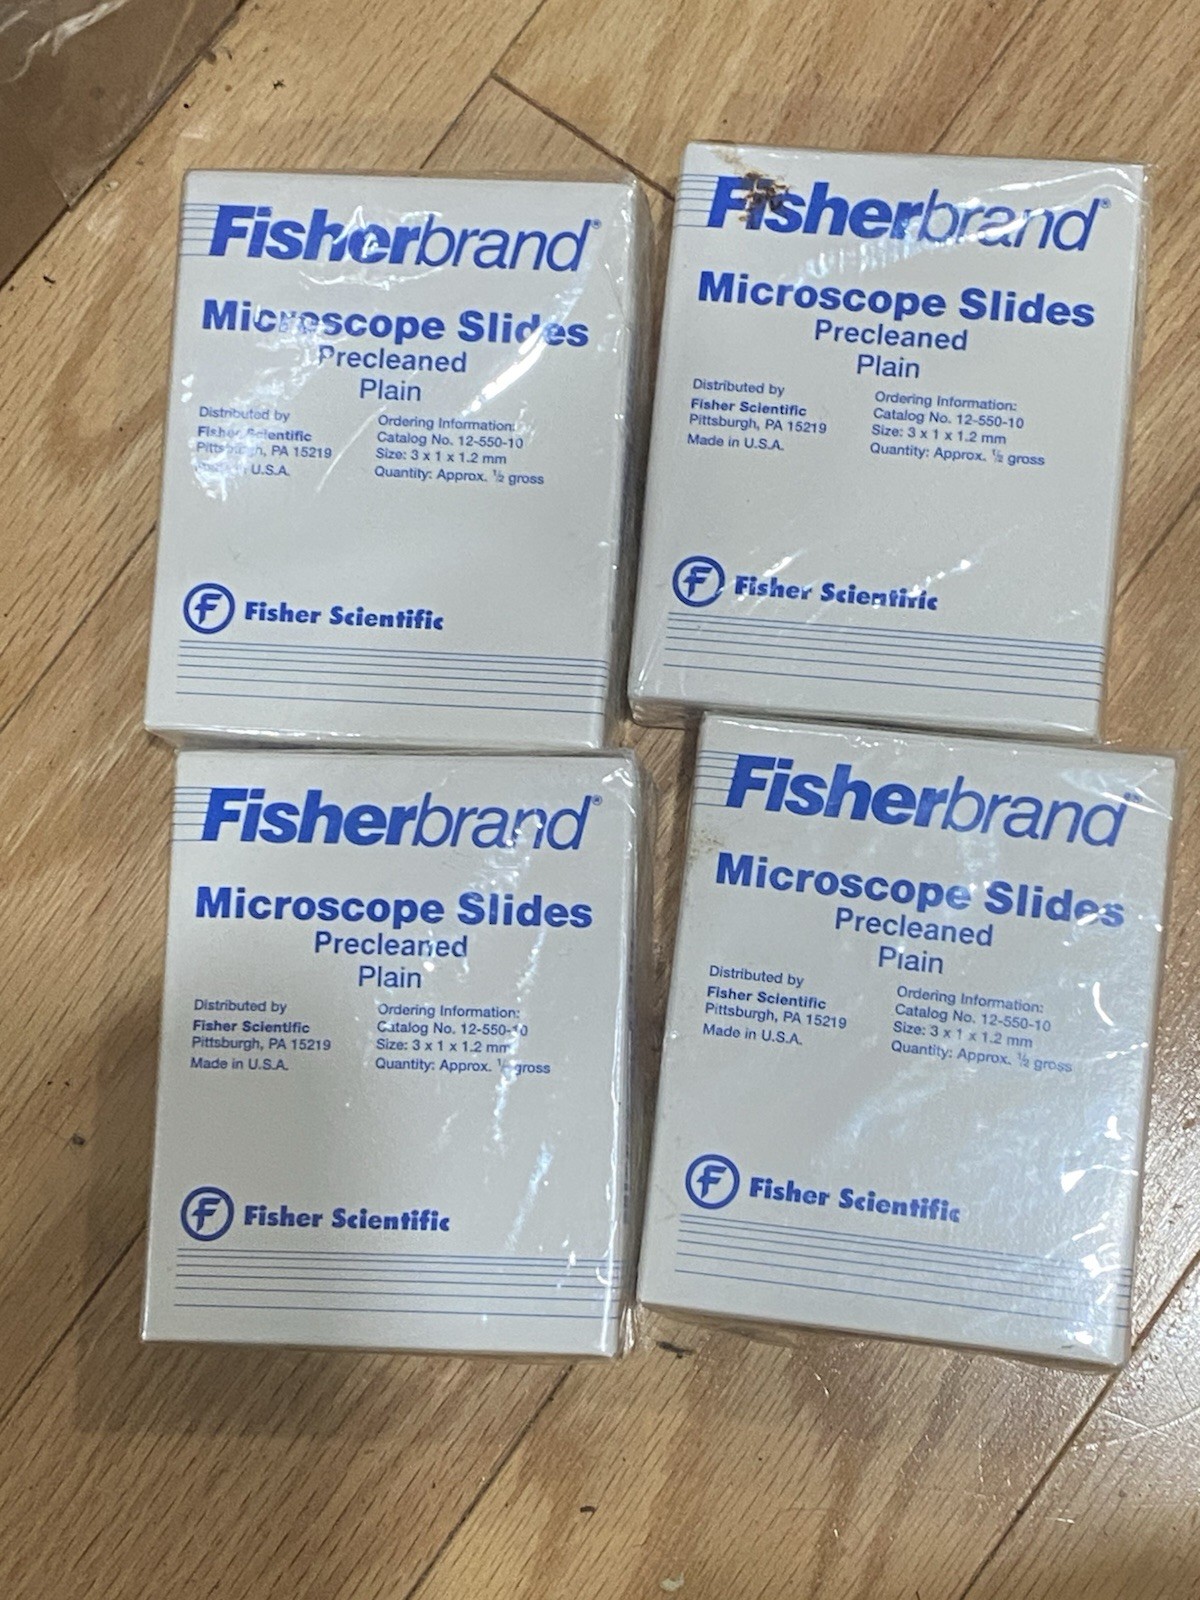 Fisherbrand®
Microscope Slides
Precleaned
Plain
Distributed by
Fisher Scientific
Pittsburgh, PA 15219
U.S.A.
Ordering Information:
Catalog No. 12-550-10
Size: 3 x 1 x 1.2 mm
Quantity: Approx. ½ gross
F Fisher Scientific
Fisherbrand®
Microscope Slides
Precleaned
Plain
Distributed by
Fisher Scientific
Pittsburgh, PA 15219
Made in U.S.A.
Ordering Information:
Catalog No. 12-550-10
Size: 3 x 1 x 1.2 mm
Quantity: Approx. ½ gross
F Fisher Scientific
Fisherbrand®
Microscope Slides
Precleaned
Plain
Distributed by
Fisher Scientific
Pittsburgh, PA 15219
Made in U.S.A.
Ordering Information:
Catalog No. 12-550-10
Size: 3 x 1 x 1.2 mm
Quantity: Approx. ½ gross
F Fisher Scientific
Fisherbrand®
Microscope Slides
Precleaned
Plain
Distributed by
Fisher Scientific
Pittsburgh, PA 15219
Made in U.S.A.
Ordering Information:
Catalog No. 12-550-10
Size: 3 x 1 x 1.2 mm
Quantity: Approx. ½ gross
F Fisher Scientific